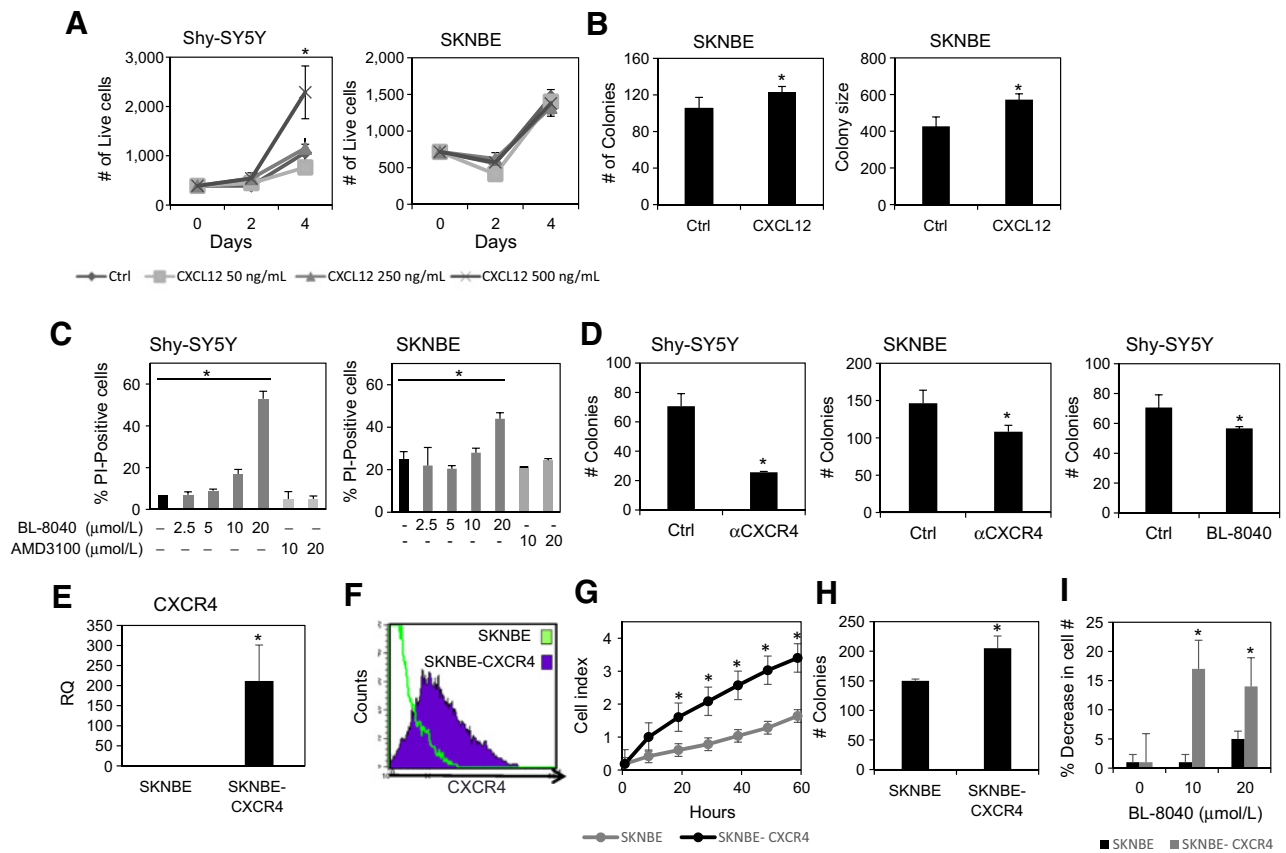 A
Shy-SY5Y
# of Live cells
3,000
2,000
1,000
0
*
0 2 4
Days
SKNBE
# of Live cells
2,000
1,500
1,000
500
0
0 2 4
Days
Ctrl CXCL12 50 ng/mL CXCL12 250 ng/mL CXCL12 500 ng/mL
B
SKNBE
# of Colonies
160
120
80
40
0
*
Ctrl CXCL12
SKNBE
Colony size
800
600
400
200
0
*
Ctrl CXCL12
C
Shy-SY5Y
% PI-Positive cells
60
40
20
0
*
BL-8040 (μmol/L) – 2.5 5 10 20 – –
AMD3100 (μmol/L) – – – – – 10 20
SKNBE
% PI-Positive cells
60
40
20
0
*
- 2.5 5 10 20 - -
- - - - - 10 20
D
Shy-SY5Y
# Colonies
100
80
60
40
20
0
*
Ctrl αCXCR4
SKNBE
# Colonies
200
150
100
50
0
*
Ctrl αCXCR4
Shy-SY5Y
# Colonies
100
80
60
40
20
0
*
Ctrl BL-8040
E
CXCR4
RQ
350
300
250
200
150
100
50
0
*
SKNBE SKNBE-
CXCR4
F
SKNBE
SKNBE-CXCR4
Counts
CXCR4
G
Cell index
4
3
2
1
0
* * * * *
0 20 40 60
Hours
SKNBE SKNBE- CXCR4
H
# Colonies
250
200
150
100
50
0
*
SKNBE SKNBE-
CXCR4
I
% Decrease in cell #
25
20
15
10
5
0
* *
0 10 20
BL-8040 (μmol/L)
SKNBE SKNBE- CXCR4